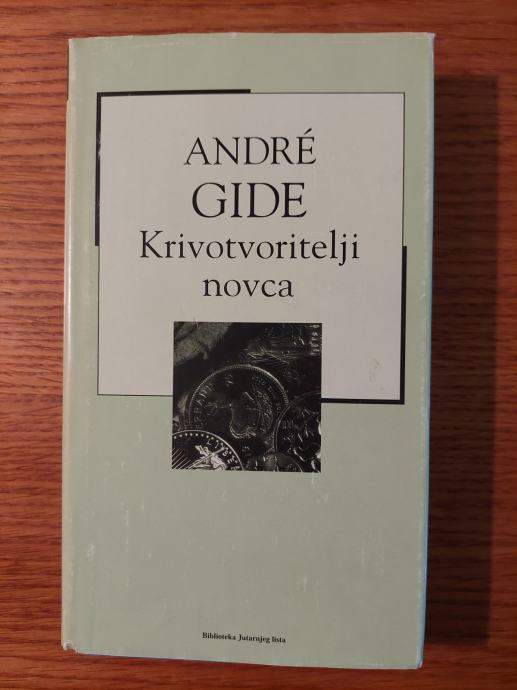 ANDRÉ
GIDE
Krivotvoritelji
novca
Biblioteka Jutarnjeg lista